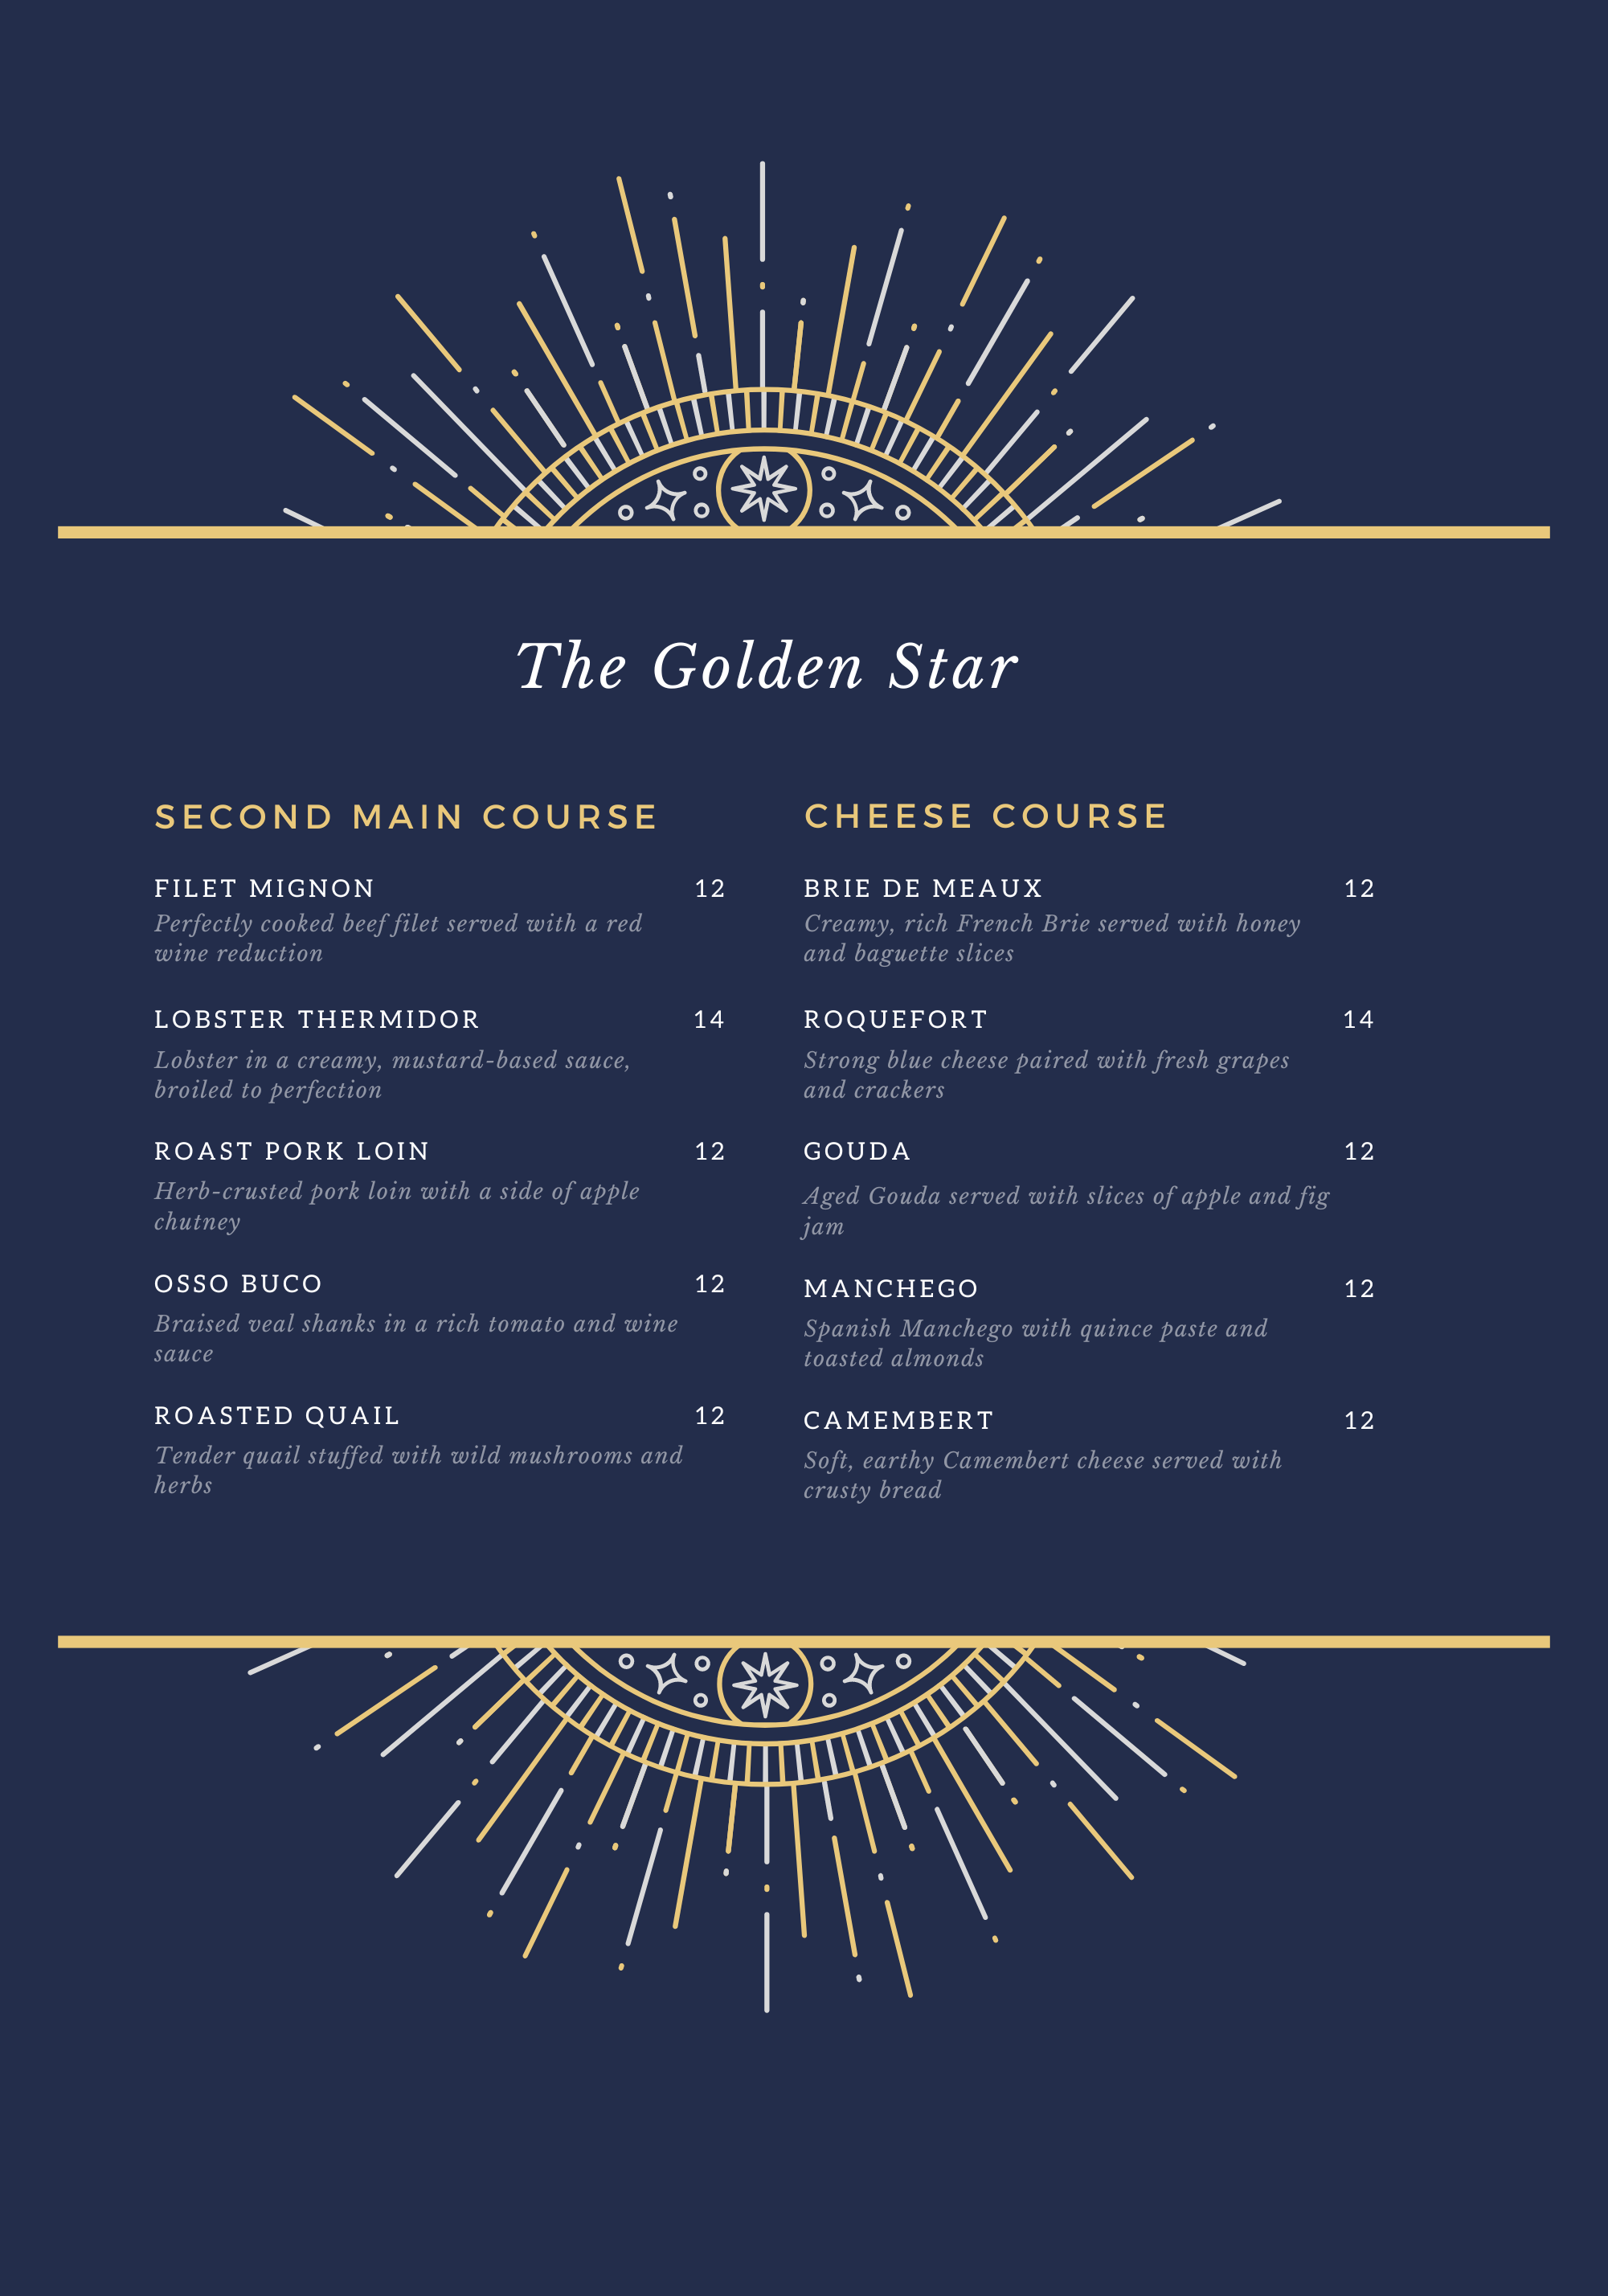 The Golden Star
SECOND MAIN COURSE
FILET MIGNON 12
Perfectly cooked beef filet served with a red
wine reduction
LOBSTER THERMIDOR 14
Lobster in a creamy, mustard-based sauce,
broiled to perfection
ROAST PORK LOIN 12
Herb-crusted pork loin with a side of apple
chutney
OSSO BUCO 12
Braised veal shanks in a rich tomato and wine
sauce
ROASTED QUAIL 12
Tender quail stuffed with wild mushrooms and
herbs
CHEESE COURSE
BRIE DE MEAUX 12
Creamy, rich French Brie served with honey
and baguette slices
ROQUEFORT 14
Strong blue cheese paired with fresh grapes
and crackers
GOUDA 12
Aged Gouda served with slices of apple and fig
jam
MANCHEGO 12
Spanish Manchego with quince paste and
toasted almonds
CAMEMBERT 12
Soft, earthy Camembert cheese served with
crusty bread